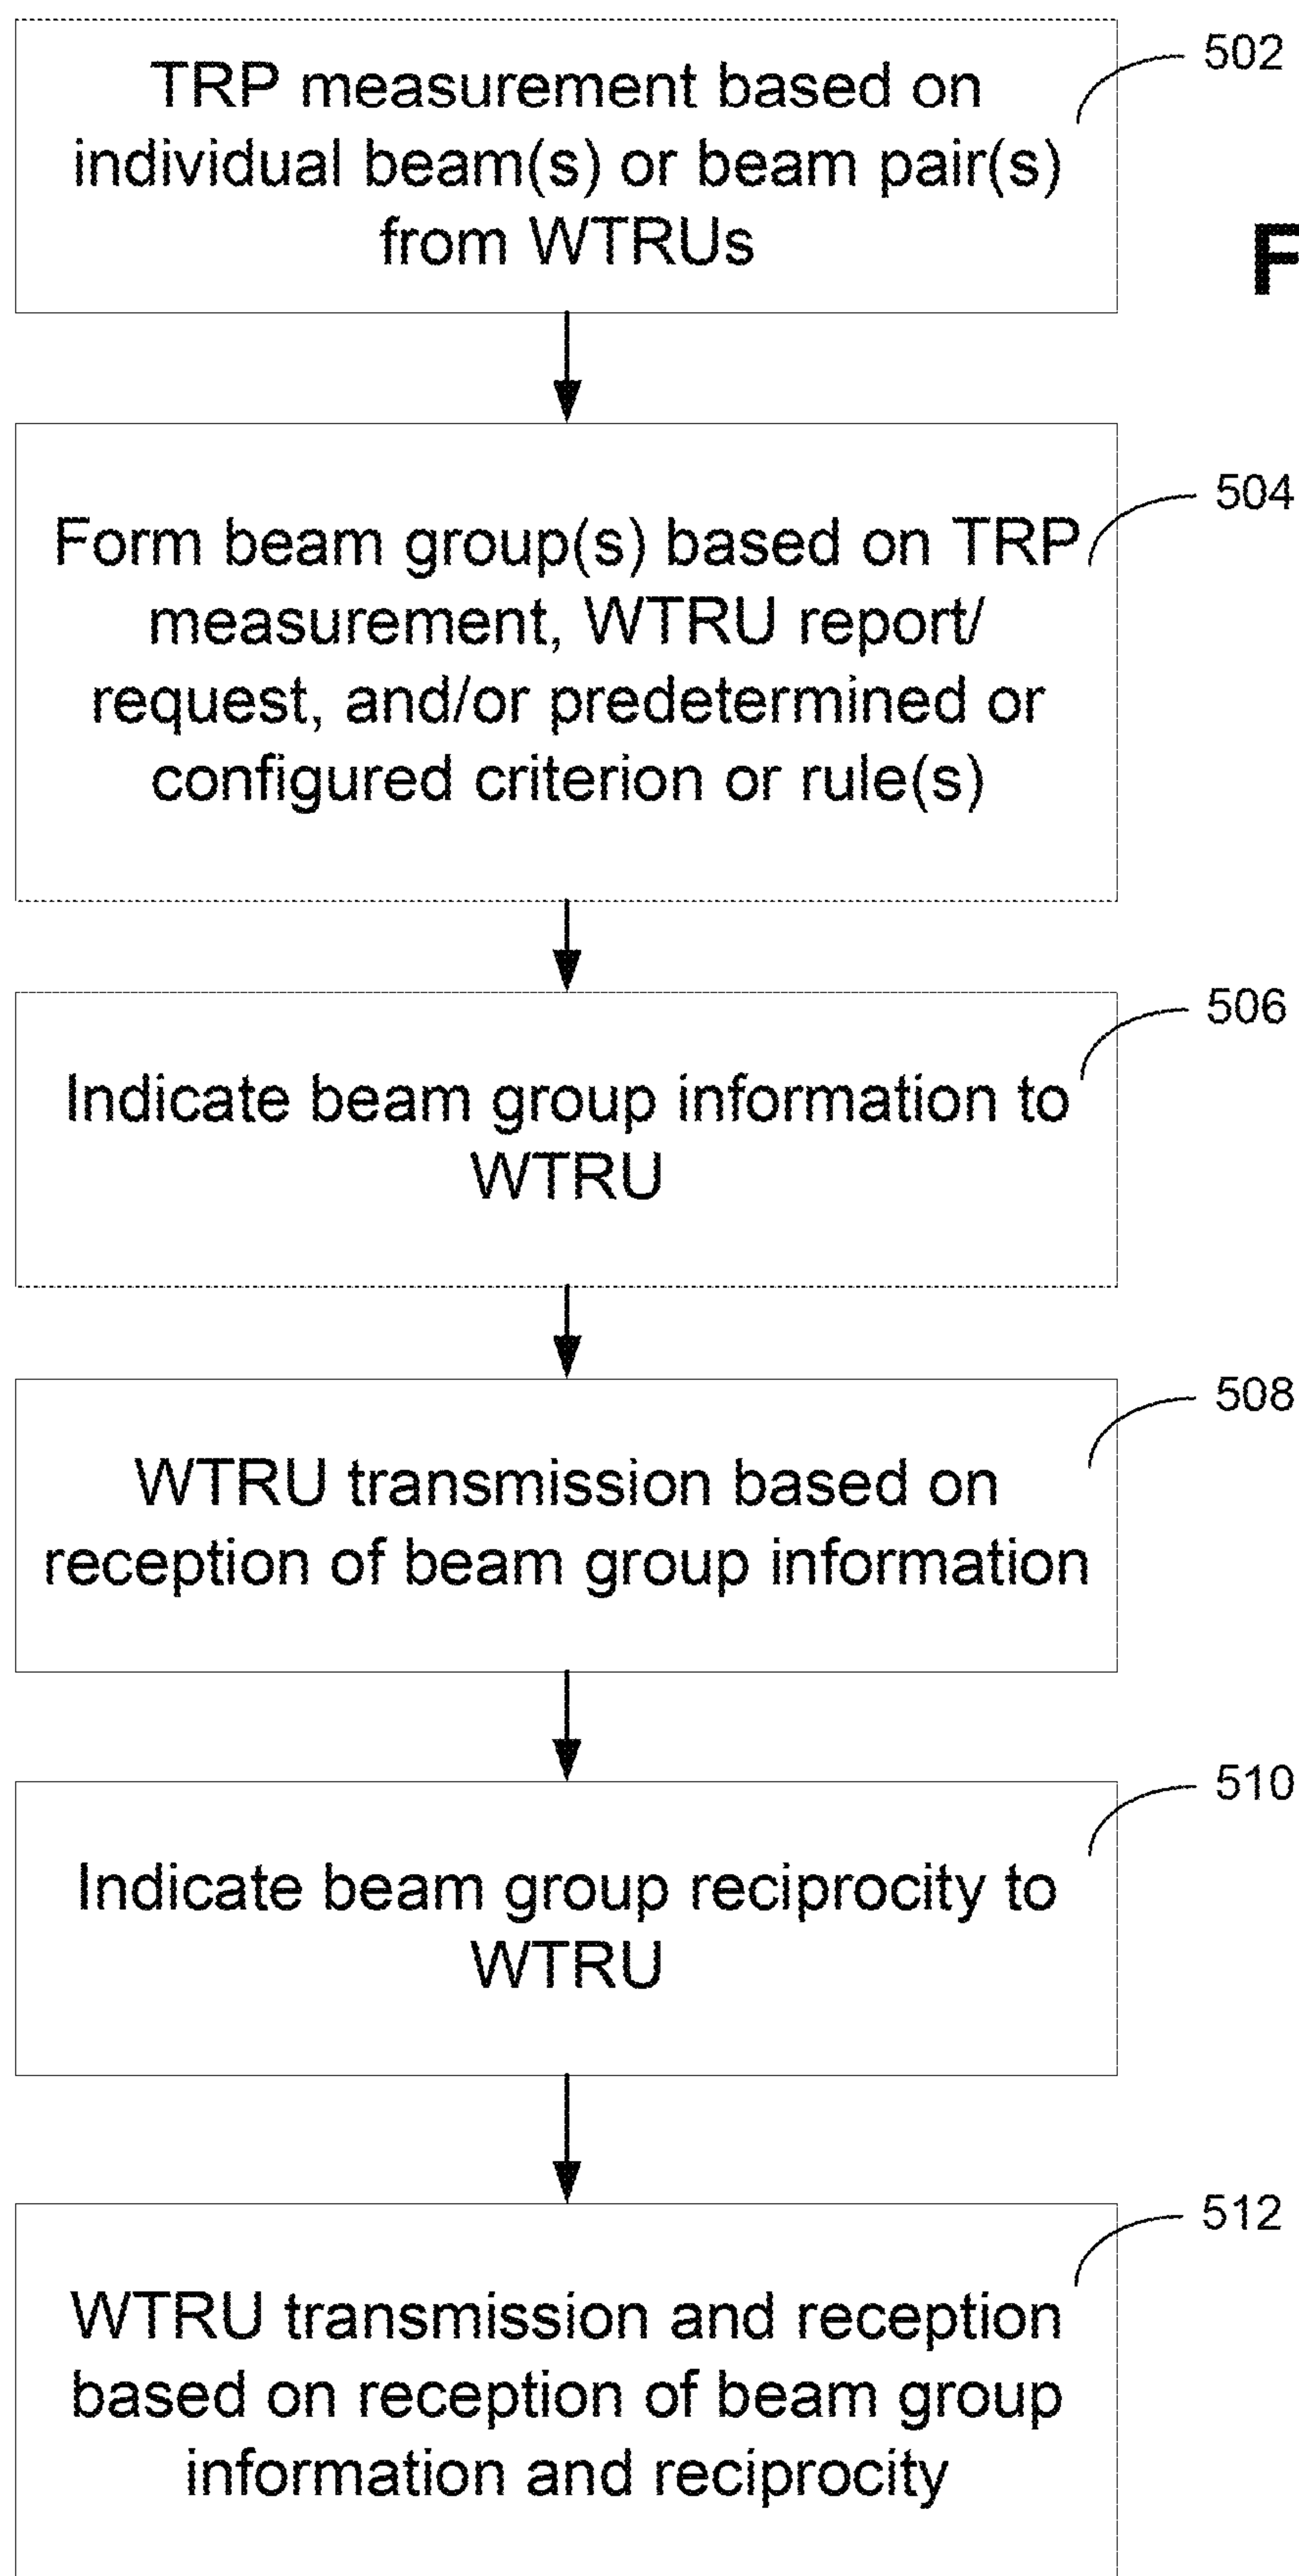 TRP measurement based on
individual beam(s) or beam pair(s)
from WTRUs
502
F
Form beam group(s) based on TRP
measurement, WTRU report/
request, and/or predetermined or
configured criterion or rule(s)
504
Indicate beam group information to
WTRU
506
WTRU transmission based on
reception of beam group information
508
Indicate beam group reciprocity to
WTRU
510
WTRU transmission and reception
based on reception of beam group
information and reciprocity
512